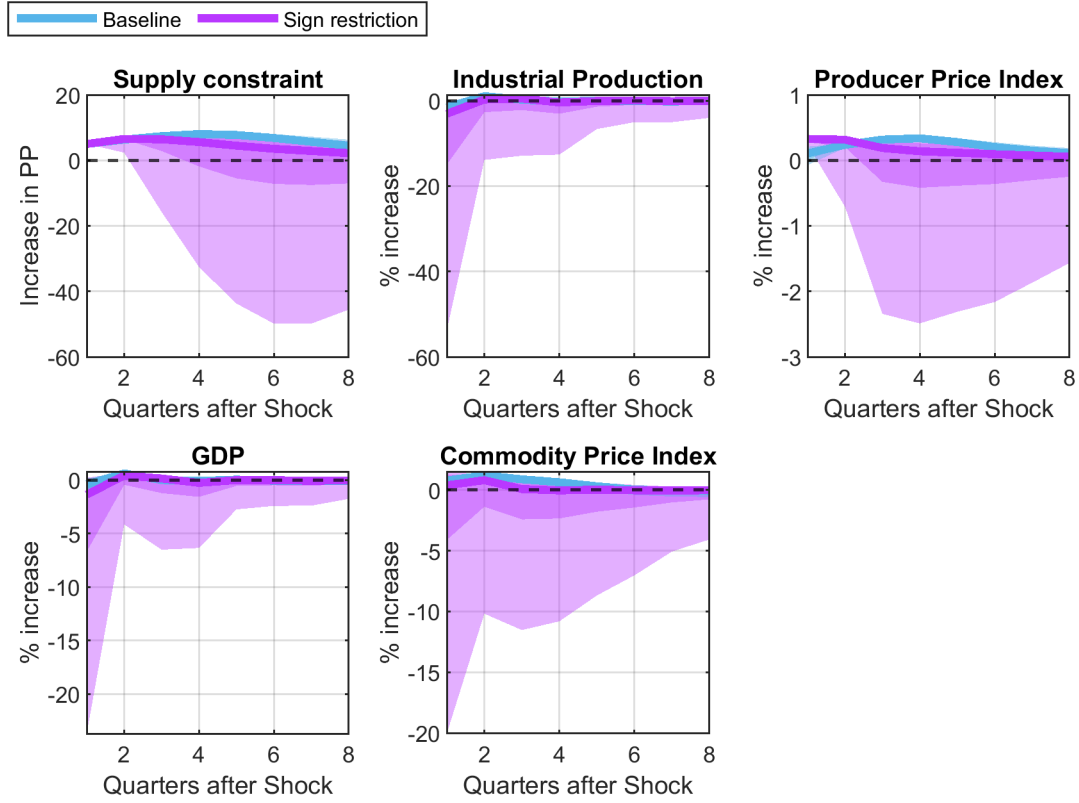 Baseline Sign restriction
Supply constraint
20
0
-20
-40
-60
Increase in PP
2 4 6 8
Quarters after Shock
Industrial Production
0
-20
-40
-60
% increase
2 4 6 8
Quarters after Shock
Producer Price Index
1
0
-1
-2
-3
% increase
2 4 6 8
Quarters after Shock
GDP
0
-5
-10
-15
-20
% increase
2 4 6 8
Quarters after Shock
Commodity Price Index
0
-5
-10
-15
-20
% increase
2 4 6 8
Quarters after Shock